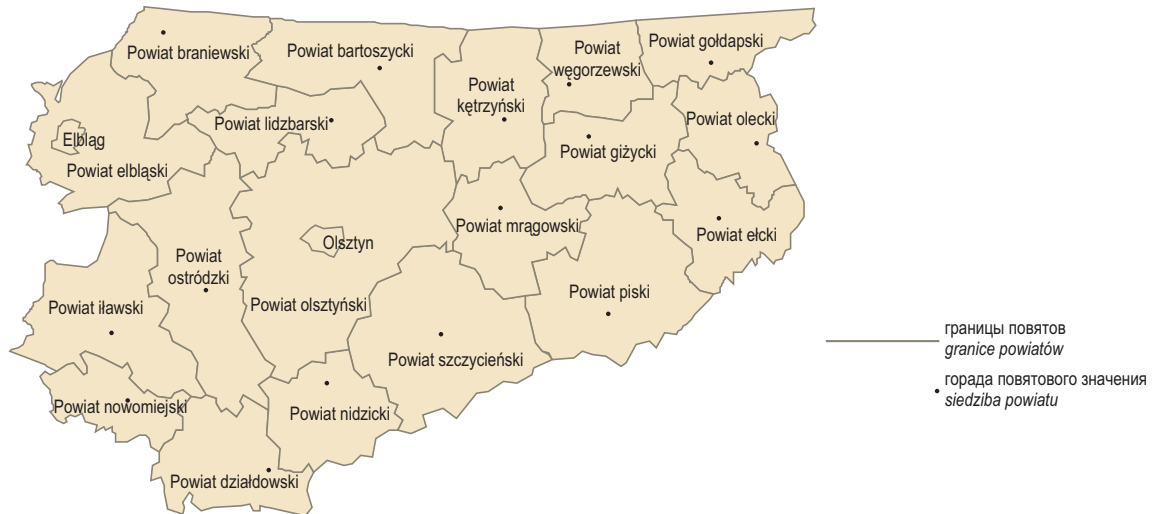 Powiat braniewski
Powiat bartoszycki
Powiat
węgorzewski
Powiat gołdapski
Powiat
kętrzyński
Powiat lidzbarski
Powiat olecki
Elbląg
Powiat giżycki
Powiat elbląski
Powiat mrągowski
Powiat ełcki
Olsztyn
Powiat
ostródzki
Powiat piski
Powiat iławski
Powiat olsztyński
Powiat szczycieński
Powiat nowomiejski
Powiat nidzicki
Powiat działdowski
границы повятов
granice powiatów
горада повятового значения
siedziba powiatu